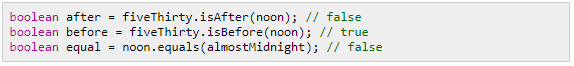 boolean after = fiveThirty.isAfter(noon); // false
boolean before = fiveThirty.isBefore(noon); // true
boolean equal = noon.equals(almostMidnight); // false